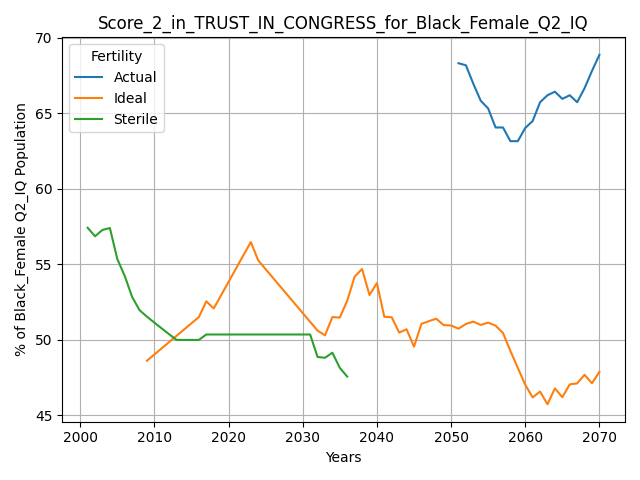 Score_2_in_TRUST_IN_CONGRESS_for_Black_Female_Q2_IQ
Fertility
Actual
Ideal
Sterile
% of Black_Female Q2_IQ Population
70
65
60
55
50
45
2000 2010 2020 2030 2040 2050 2060 2070
Years